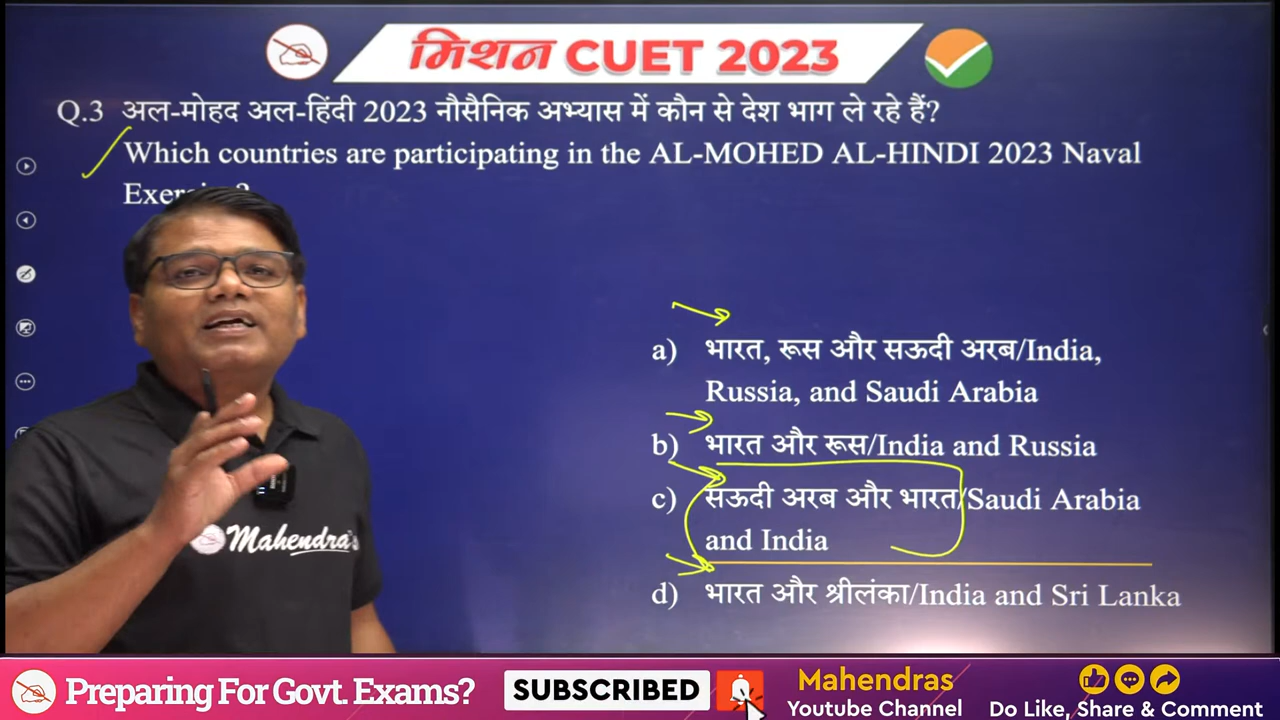 मिशन CUET 2023
Q.3 अल-मोहद अल-हिंदी 2023 नौसैनिक अभ्यास में कौन से देश भाग ले रहे हैं?
Which countries are participating in the AL-MOHED AL-HINDI 2023 Naval
a) भारत, रूस और सऊदी अरब/India,
Russia, and Saudi Arabia
b) भारत और रूस/India and Russia
c) सऊदी अरब और भारत/Saudi Arabia
and India
d) भारत और श्रीलंका/India and Sri Lanka
Mahendra's
Preparing For Govt. Exams?
SUBSCRIBED
Mahendras
Youtube Channel
Do Like, Share & Comment